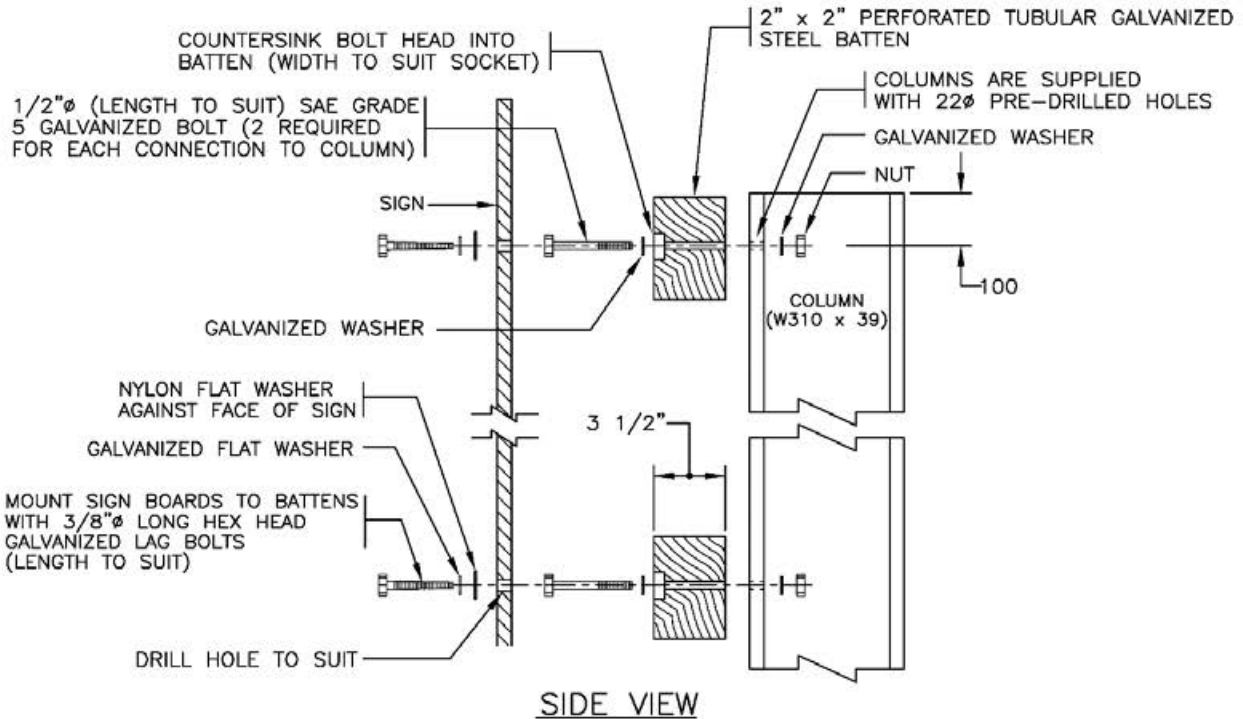 2" x 2" PERFORATED TUBULAR GALVANIZED
STEEL BATTEN
COUNTERSINK BOLT HEAD INTO
BATTEN (WIDTH TO SUIT SOCKET)
COLUMNS ARE SUPPLIED
WITH 22ø PRE-DRILLED HOLES
1/2"ø (LENGTH TO SUIT) SAE GRADE
5 GALVANIZED BOLT (2 REQUIRED
FOR EACH CONNECTION TO COLUMN)
GALVANIZED WASHER
NUT
SIGN
100
COLUMN
(W310 x 39)
GALVANIZED WASHER
NYLON FLAT WASHER
AGAINST FACE OF SIGN
3 1/2"
GALVANIZED FLAT WASHER
MOUNT SIGN BOARDS TO BATTENS
WITH 3/8"ø LONG HEX HEAD
GALVANIZED LAG BOLTS
(LENGTH TO SUIT)
DRILL HOLE TO SUIT
SIDE VIEW